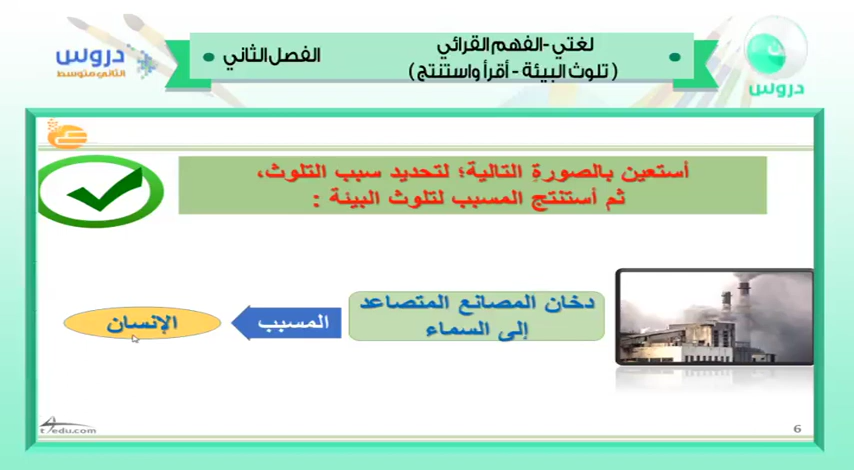 لغتي -الفهم القرائي
( تلوث البيئة - أقرأ واستنتج )
الفصل الثاني
دروس
الثاني متوسط
دروس
أستعين بالصورةِ التالية؛ لتحديد سبب التلوث،
ثم أستنتج المسبب لتلوث البيئة :
دخان المصانع المتصاعد
إلى السماء
المسبب
الإنسان
t4edu.com
6